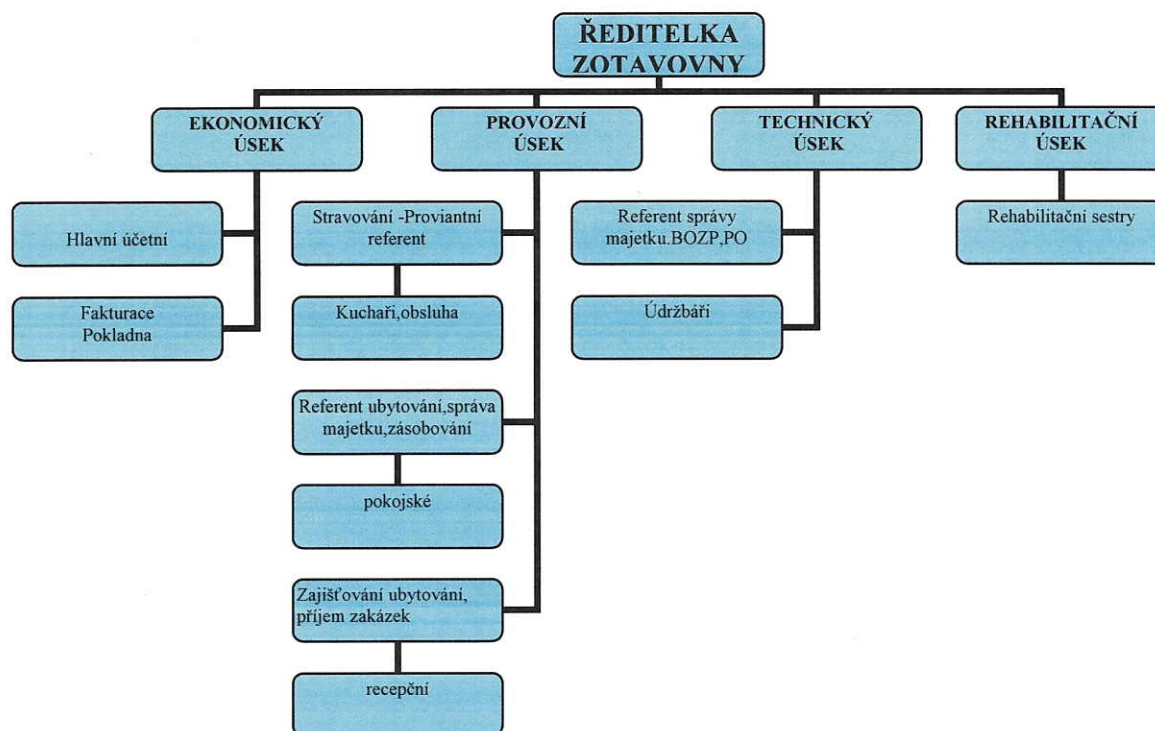 ŘEDITELKA
ZOTAVOVNY
EKONOMICKÝ
ÚSEK
PROVOZNÍ
ÚSEK
TECHNICKÝ
ÚSEK
REHABILITAČNÍ
ÚSEK
Hlavní účetní
Stravování -Proviantní
referent
Referent správy
majetku.BOZP,PO
Rehabilitační sestry
Fakturace
Pokladna
Kuchaři,obsluha
Údržbáři
Referent ubytování,správa
majetku,zásobování
pokojské
Zajišťování ubytování,
příjem zakázek
recepční